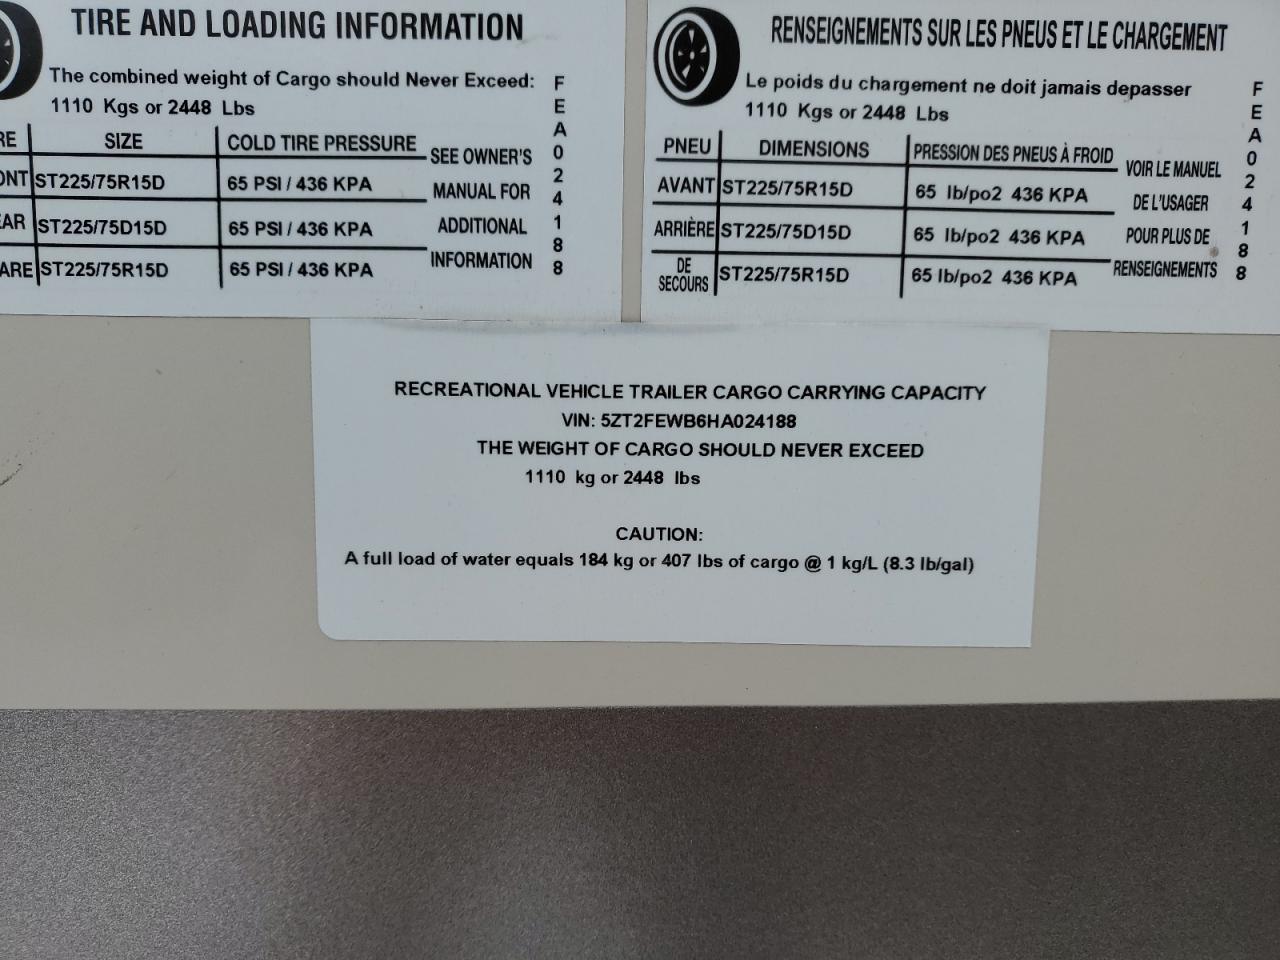 TIRE AND LOADING INFORMATION
The combined weight of Cargo should Never Exceed:
1110 Kgs or 2448 Lbs
RE SIZE COLD TIRE PRESSURE
ONT ST225/75R15D 65 PSI / 436 KPA
EAR ST225/75D15D 65 PSI / 436 KPA
ARE ST225/75R15D 65 PSI / 436 KPA
SEE OWNER'S
MANUAL FOR
ADDITIONAL
INFORMATION
FEA024188
RENSEIGNEMENTS SUR LES PNEUS ET LE CHARGEMENT
Le poids du chargement ne doit jamais depasser
1110 Kgs or 2448 Lbs
PNEU DIMENSIONS PRESSION DES PNEUS À FROID
AVANT ST225/75R15D 65 lb/po2 436 KPA
ARRIÈRE ST225/75D15D 65 lb/po2 436 KPA
DE SECOURS ST225/75R15D 65 lb/po2 436 KPA
VOIR LE MANUEL
DE L'USAGER
POUR PLUS DE
RENSEIGNEMENTS
FEA024188
RECREATIONAL VEHICLE TRAILER CARGO CARRYING CAPACITY
VIN: 5ZT2FEWB6HA024188
THE WEIGHT OF CARGO SHOULD NEVER EXCEED
1110 kg or 2448 lbs
CAUTION:
A full load of water equals 184 kg or 407 lbs of cargo @ 1 kg/L (8.3 lb/gal)